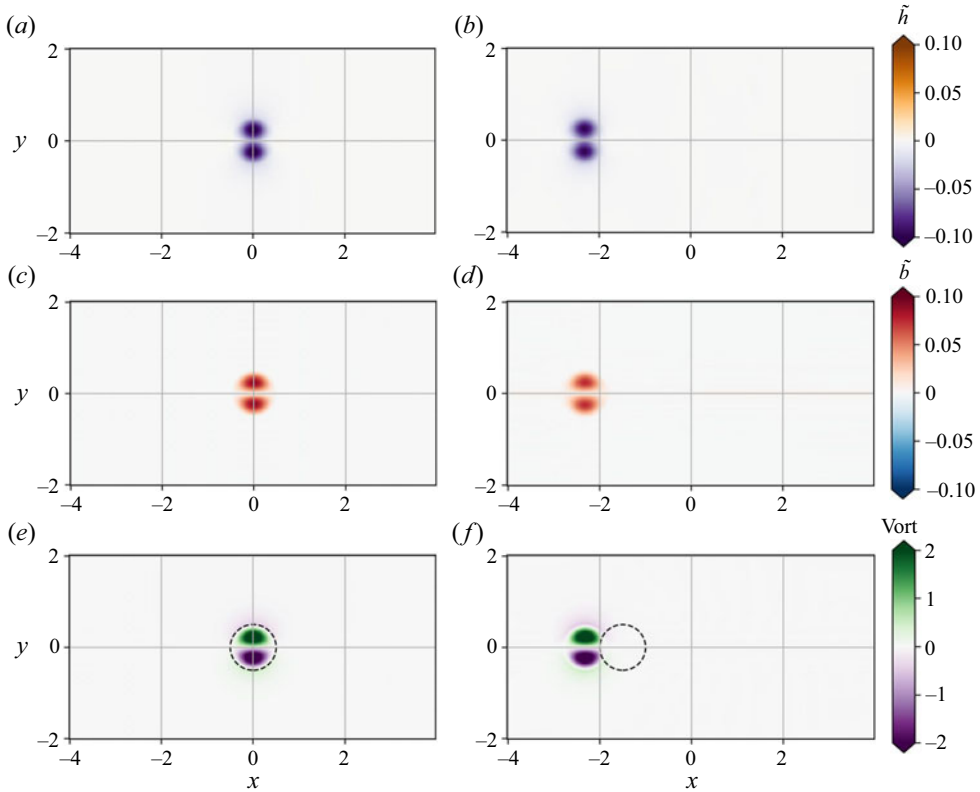 (a) (b) h̃
2 2 0.10
0.05
y 0 0 0
–0.05
–2 –2 –0.10
–4 –2 0 2 –4 –2 0 2
(c) (d) b̃
2 2 0.10
0.05
y 0 0 0
–0.05
–2 –2 –0.10
–4 –2 0 2 –4 –2 0 2
(e) (f) Vort
2 2 2
1
y 0 0 0
–1
–2 –2 –2
–4 –2 0 2 –4 –2 0 2
x x